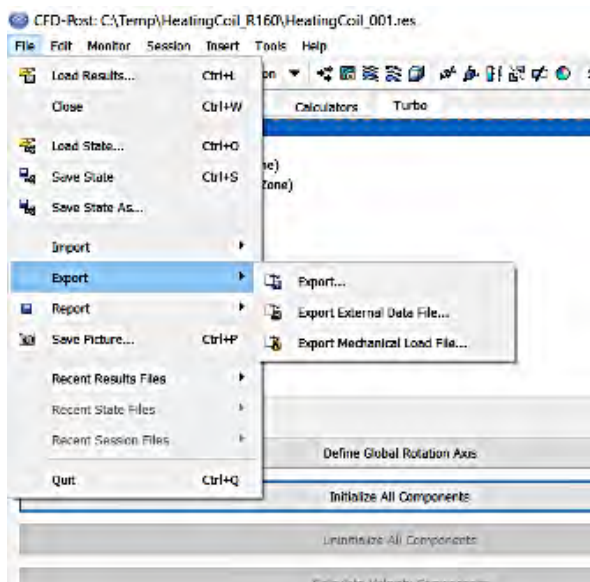 CFD-Post: C:\Temp\HeatingCoil_R160\HeatingCoil_001.res
File Edit Monitor Session Insert Tools Help
Load Results... Ctrl+L
Close Ctrl+W
Calculators Turbo
Load State... Ctrl+O
Save State Ctrl+S
Zone)
Save State As...
Import
Export
Export...
Report
Export External Data File...
Save Picture... Ctrl+P
Export Mechanical Load File...
Recent Results Files
Recent State Files
Recent Session Files
Define Global Rotation Axis
Quit Ctrl+Q
Initialize All Components
Uninitialize All Components